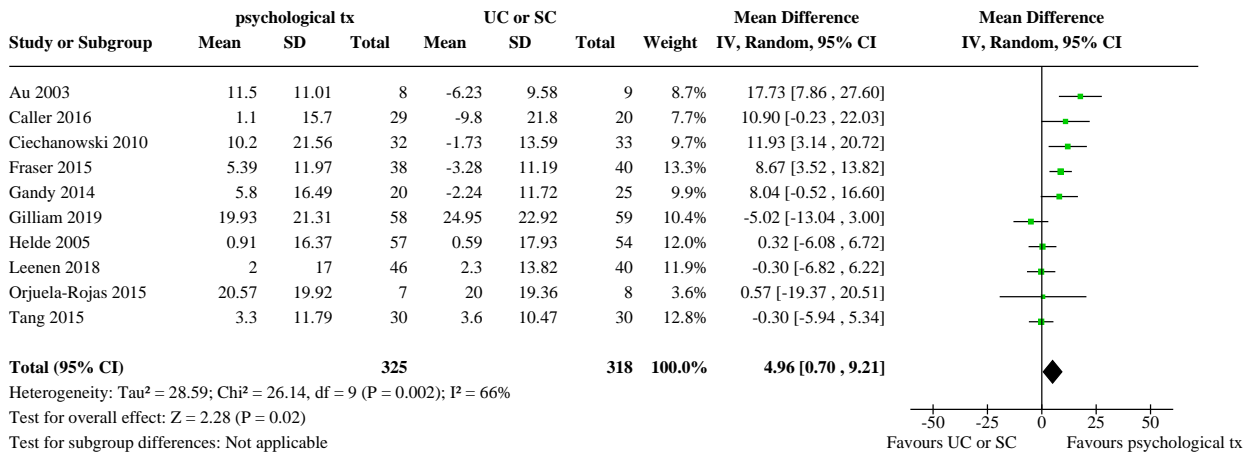 psychological tx UC or SC Mean Difference Mean Difference
Study or Subgroup Mean SD Total Mean SD Total Weight IV, Random, 95% CI IV, Random, 95% CI
Au 2003 11.5 11.01 8 -6.23 9.58 9 8.7% 17.73 [7.86 , 27.60]
Caller 2016 1.1 15.7 29 -9.8 21.8 20 7.7% 10.90 [-0.23 , 22.03]
Ciechanowski 2010 10.2 21.56 32 -1.73 13.59 33 9.7% 11.93 [3.14 , 20.72]
Fraser 2015 5.39 11.97 38 -3.28 11.19 40 13.3% 8.67 [3.52 , 13.82]
Gandy 2014 5.8 16.49 20 -2.24 11.72 25 9.9% 8.04 [-0.52 , 16.60]
Gilliam 2019 19.93 21.31 58 24.95 22.92 59 10.4% -5.02 [-13.04 , 3.00]
Helde 2005 0.91 16.37 57 0.59 17.93 54 12.0% 0.32 [-6.08 , 6.72]
Leenen 2018 2 17 46 2.3 13.82 40 11.9% -0.30 [-6.82 , 6.22]
Orjuela-Rojas 2015 20.57 19.92 7 20 19.36 8 3.6% 0.57 [-19.37 , 20.51]
Tang 2015 3.3 11.79 30 3.6 10.47 30 12.8% -0.30 [-5.94 , 5.34]
Total (95% CI) 325 318 100.0% 4.96 [0.70 , 9.21]
Heterogeneity: Tau² = 28.59; Chi² = 26.14, df = 9 (P = 0.002); I² = 66%
Test for overall effect: Z = 2.28 (P = 0.02)
Test for subgroup differences: Not applicable
-50 -25 0 25 50
Favours UC or SC Favours psychological tx